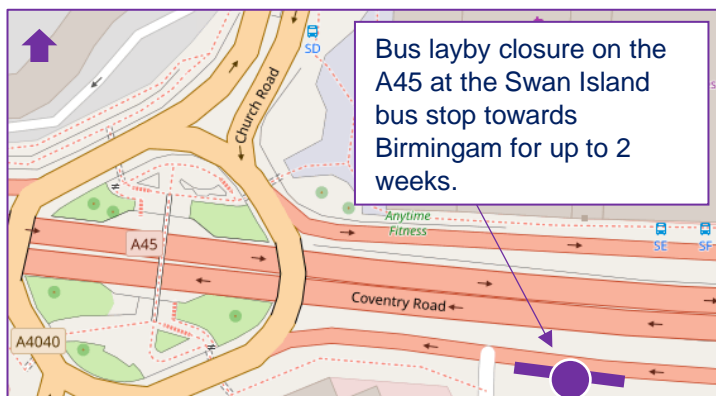 SD
Bus layby closure on the
A45 at the Swan Island
bus stop towards
Birmingam for up to 2
weeks.
Church Road
Anytime
Fitness
SE
SF
A45
Coventry Road
A4040